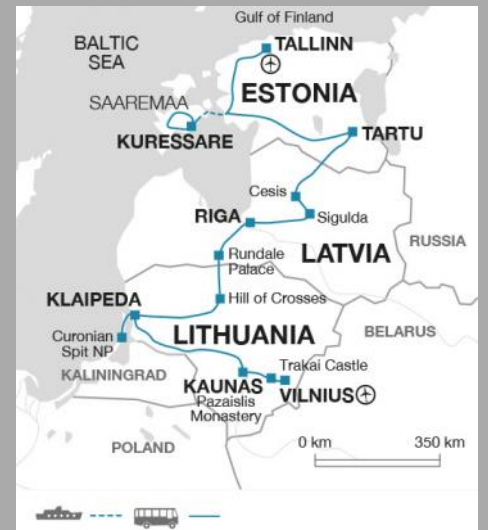 Gulf of Finland
BALTIC
SEA
TALLINN
ESTONIA
SAAREMAA
KURESSARE
TARTU
Cesis
Sigulda
RIGA
LATVIA
RUSSIA
Rundale
Palace
KLAIPEDA
Hill of Crosses
LITHUANIA
BELARUS
Curonian
Spit NP
Trakai Castle
KALININGRAD
KAUNAS
Pazaislis
Monastery
VILNIUS
POLAND
0 km
350 km